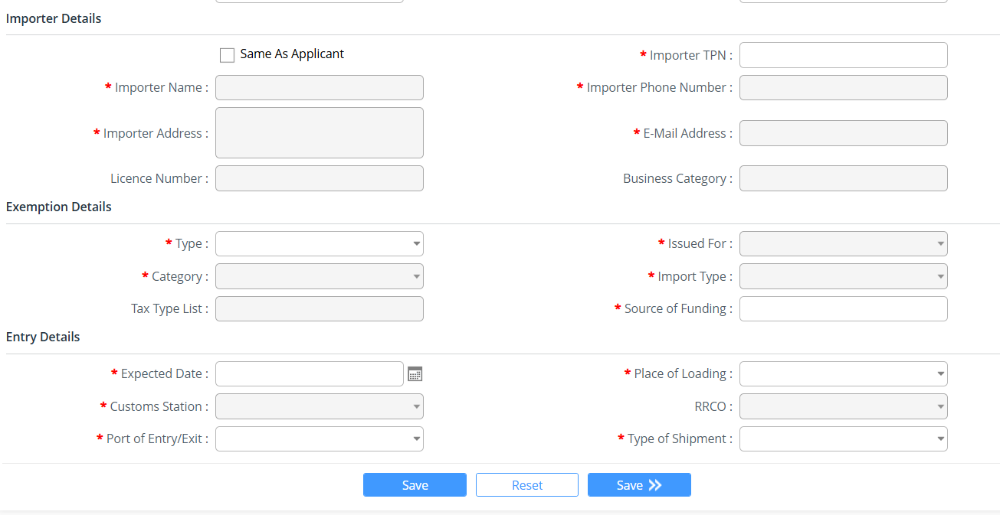 Importer Details
Same As Applicant
* Importer TPN :
* Importer Name :
* Importer Phone Number :
* Importer Address :
* E-Mail Address :
Licence Number :
Business Category :
Exemption Details
* Type :
* Issued For :
* Category :
* Import Type :
Tax Type List :
* Source of Funding :
Entry Details
* Expected Date :
* Place of Loading :
* Customs Station :
RRCO :
* Port of Entry/Exit :
* Type of Shipment :
Save
Reset
Save